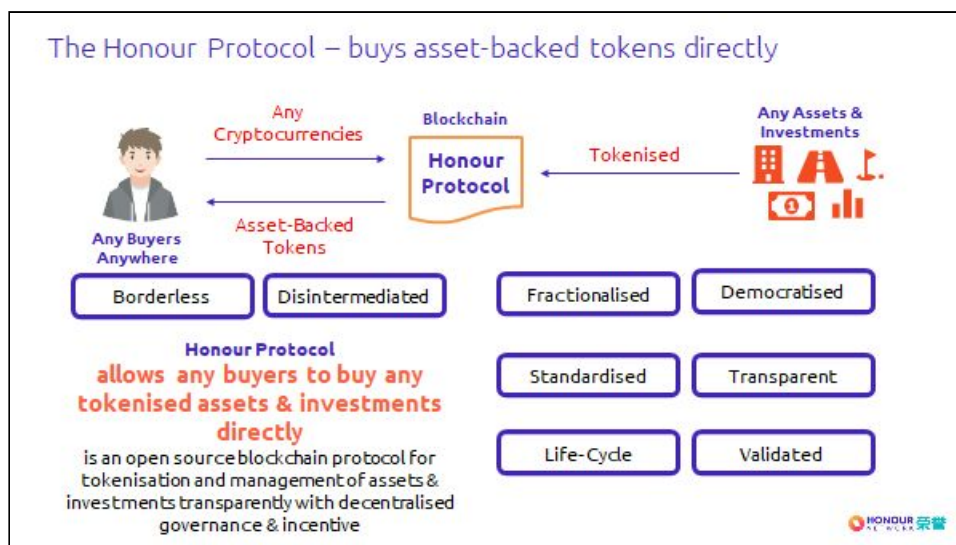 The Honour Protocol – buys asset-backed tokens directly
Any
Cryptocurrencies
Blockchain
Honour
Protocol
Tokenised
Any Assets &
Investments
1
Asset-Backed
Tokens
Any Buyers
Anywhere
Borderless
Disintermediated
Fractionalised
Democratised
Honour Protocol
allows any buyers to buy any
tokenised assets & investments
directly
is an open source blockchain protocol for
tokenisation and management of assets &
investments transparently with decentralised
governance & incentive
Standardised
Transparent
Life-Cycle
Validated
HONOUR 荣誉
NETWORK